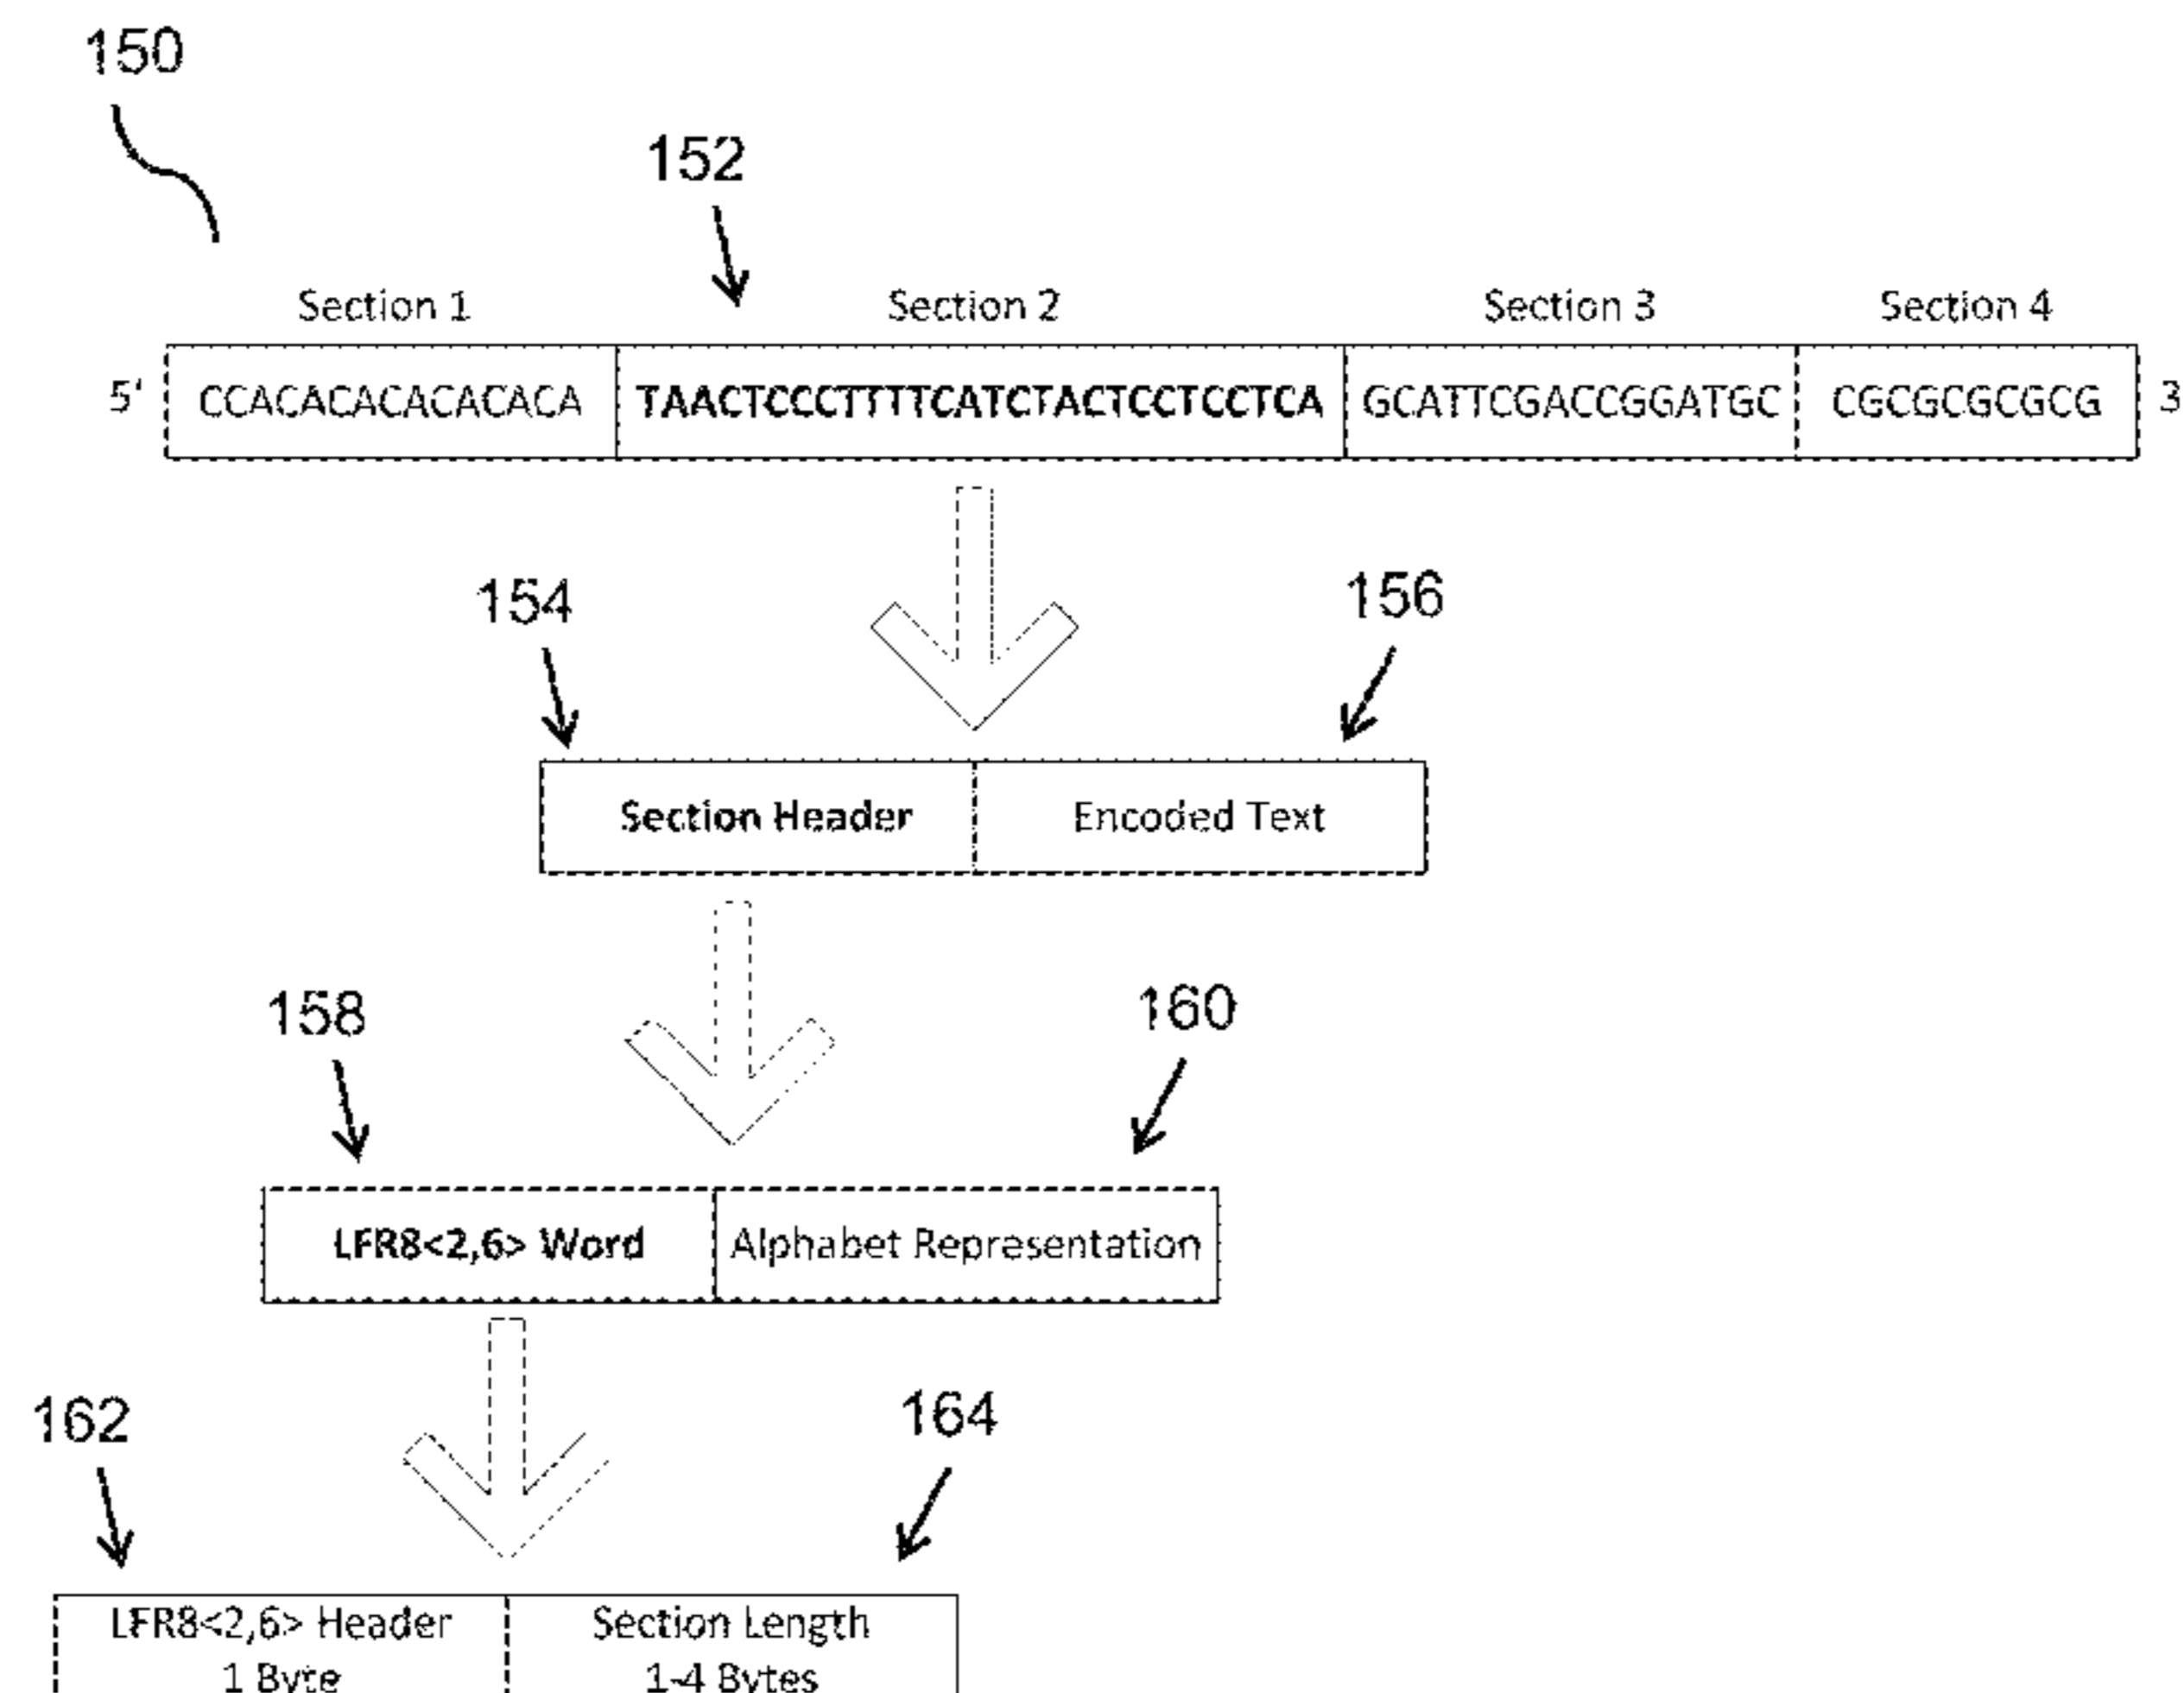 150
152
Section 1 Section 2 Section 3 Section 4
5' CCACACACACACACA TAACTCCCTTTTCATCTACTCCTCCTCA GCATTCGACCGGATGC CGCGCGCGCG 3
154 156
Section Header Encoded Text
158 160
LFR8<2,6> Word Alphabet Representation
162 164
LFR8<2,6> Header Section Length
1 Byte 1-4 Bytes